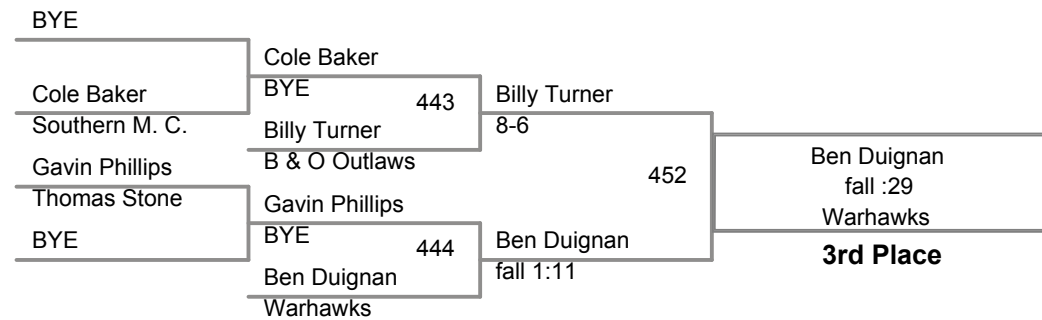 BYE
Cole Baker
Southern M. C.
Gavin Phillips
Thomas Stone
BYE
Cole Baker
BYE
443
Billy Turner
B & O Outlaws
Gavin Phillips
BYE
444
Ben Duignan
Warhawks
Billy Turner
8-6
452
Ben Duignan
fall 1:11
Ben Duignan
fall :29
Warhawks
3rd Place